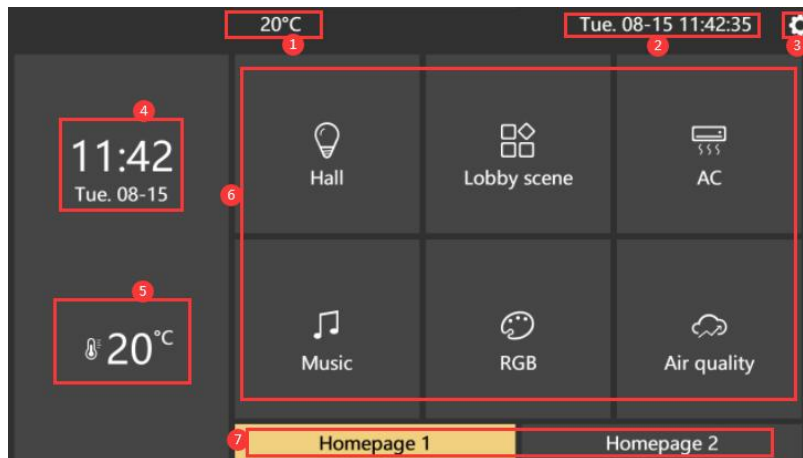 20°C
Tue. 08-15 11:42:35
1
2
3
4
11:42
Tue. 08-15
Hall
Lobby scene
AC
6
5
20°C
Music
RGB
Air quality
7
Homepage 1
Homepage 2